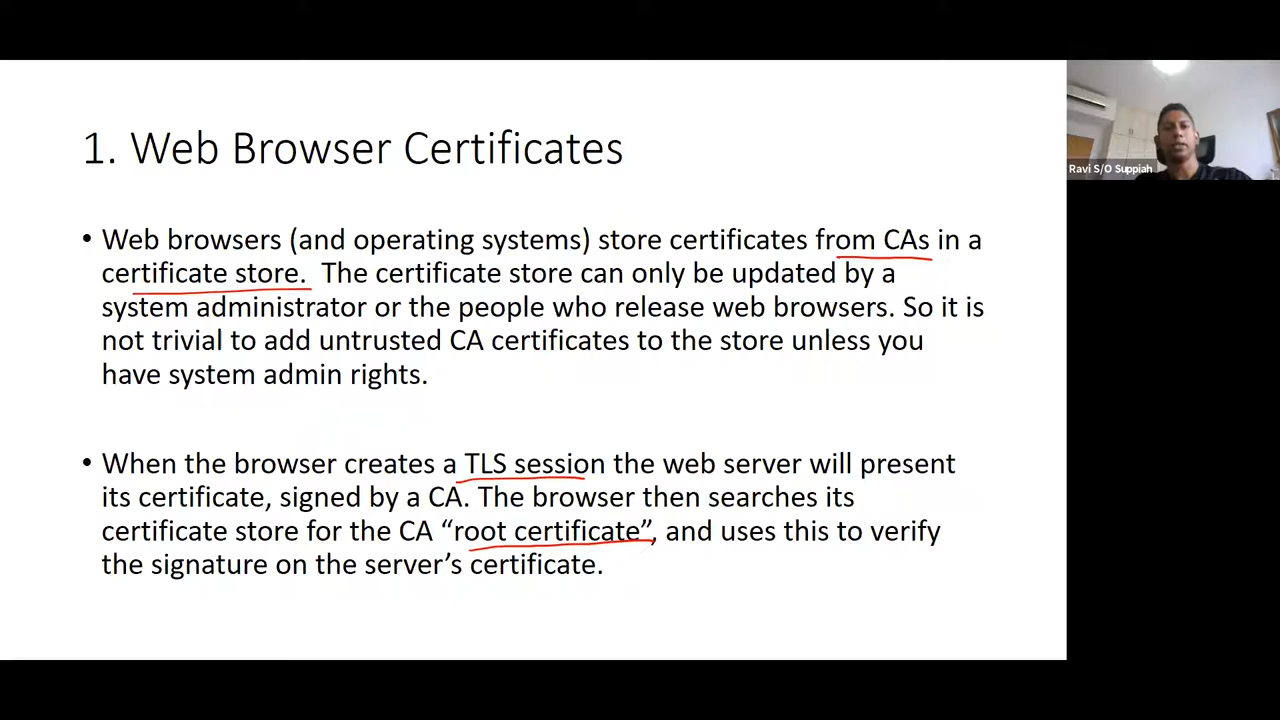 1. Web Browser Certificates
• Web browsers (and operating systems) store certificates from CAs in a
certificate store.  The certificate store can only be updated by a
system administrator or the people who release web browsers. So it is
not trivial to add untrusted CA certificates to the store unless you
have system admin rights.
• When the browser creates a TLS session the web server will present
its certificate, signed by a CA. The browser then searches its
certificate store for the CA “root certificate”, and uses this to verify
the signature on the server’s certificate.
Ravi S/O Suppiah